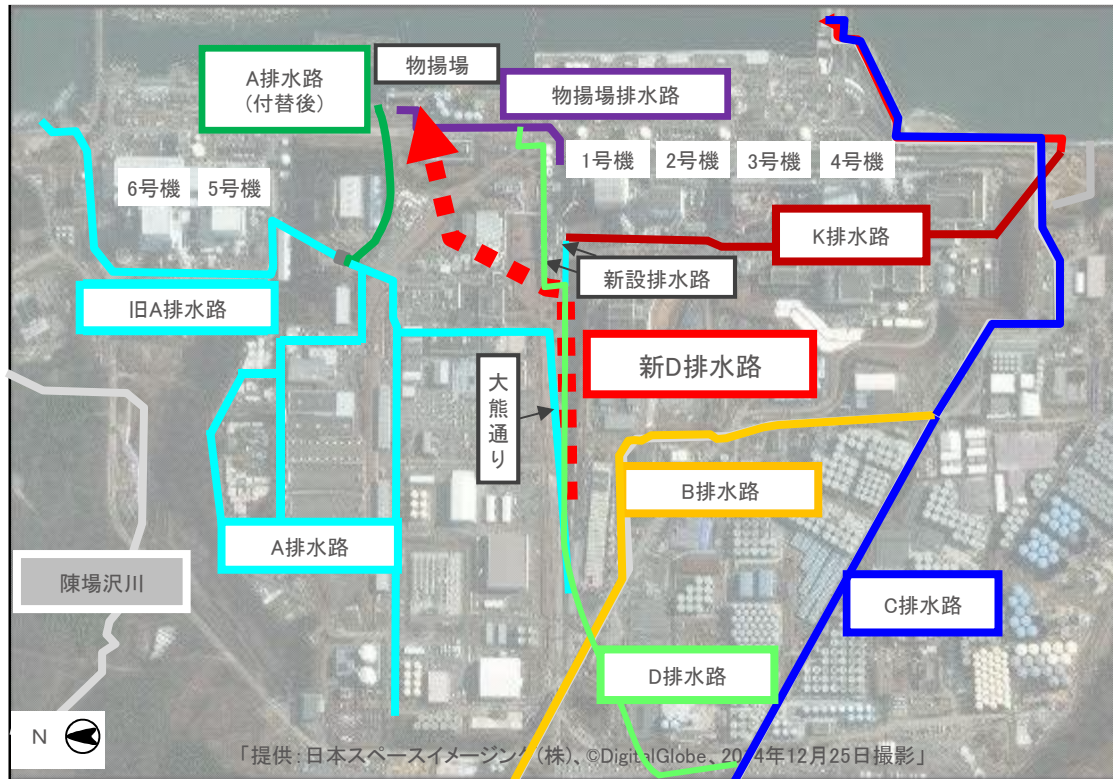 A排水路
(付替後)
物揚場
物揚場排水路
1号機
2号機
3号機
4号機
6号機
5号機
K排水路
新設排水路
旧A排水路
新D排水路
大熊通り
B排水路
A排水路
陳場沢川
C排水路
D排水路
N
「提供:日本スペースイメージング(株)、©DigitalGlobe、2014年12月25日撮影」